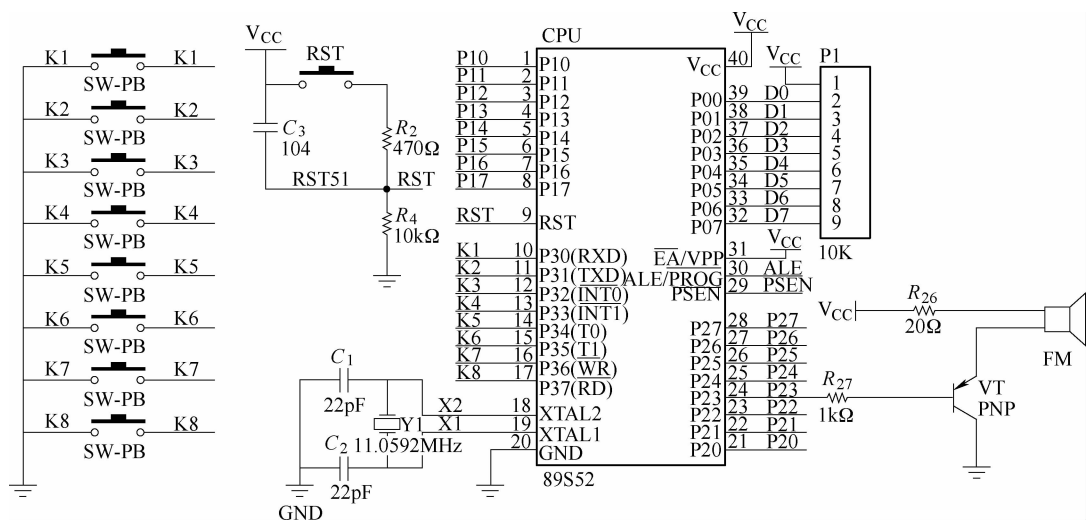 K1 K1
SW-PB
K2 K2
SW-PB
K3 K3
SW-PB
K4 K4
SW-PB
K5 K5
SW-PB
K6 K6
SW-PB
K7 K7
SW-PB
K8 K8
SW-PB
VCC
RST
C3
104
R2
470Ω
RST51 RST
R4
10kΩ
C1
22pF
X2
X1
Y1
11.0592MHz
C2
22pF
GND
CPU
P10 1 P10
P11 2 P11
P12 3 P12
P13 4 P13
P14 5 P14
P15 6 P15
P16 7 P16
P17 8 P17
RST 9 RST
K1 10 P30(RXD)
K2 11 P31(TXD)
K3 12 P32(INT0)
K4 13 P33(INT1)
K5 14 P34(T0)
K6 15 P35(T1)
K7 16 P36(WR)
K8 17 P37(RD)
18 XTAL2
19 XTAL1
20 GND
89S52
VCC
VCC 40
P00 39 D0
P01 38 D1
P02 37 D2
P03 36 D3
P04 35 D4
P05 34 D5
P06 33 D6
P07 32 D7
EA/VPP 31 VCC
ALE/PROG 30 ALE
PSEN 29 PSEN
P27 28 P27
P26 27 P26
P25 26 P25
P24 25 P24
P23 24 P23
P22 23 P22
P21 22 P21
P20 21 P20
VCC
P1
1
2
3
4
5
6
7
8
9
10K
VCC
R26
20Ω
FM
R27
1kΩ
VT
PNP